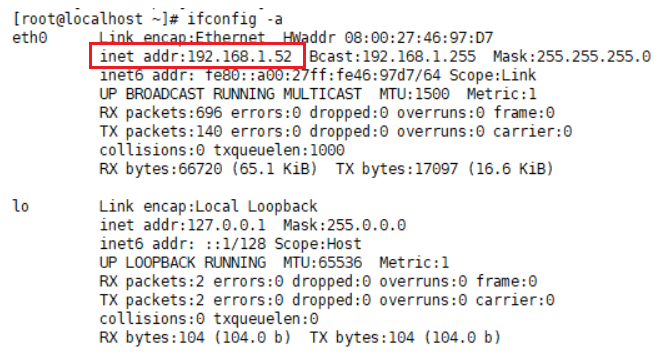 [root@localhost ~]# ifconfig -a
eth0 Link encap:Ethernet HWaddr 08:00:27:46:97:D7
inet addr:192.168.1.52 Bcast:192.168.1.255 Mask:255.255.255.0
inet6 addr: fe80::a00:27ff:fe46:97d7/64 Scope:Link
UP BROADCAST RUNNING MULTICAST MTU:1500 Metric:1
RX packets:696 errors:0 dropped:0 overruns:0 frame:0
TX packets:140 errors:0 dropped:0 overruns:0 carrier:0
collisions:0 txqueuelen:1000
RX bytes:66720 (65.1 KiB) TX bytes:17097 (16.6 KiB)
lo Link encap:Local Loopback
inet addr:127.0.0.1 Mask:255.0.0.0
inet6 addr: ::1/128 Scope:Host
UP LOOPBACK RUNNING MTU:65536 Metric:1
RX packets:2 errors:0 dropped:0 overruns:0 frame:0
TX packets:2 errors:0 dropped:0 overruns:0 carrier:0
collisions:0 txqueuelen:0
RX bytes:104 (104.0 b) TX bytes:104 (104.0 b)